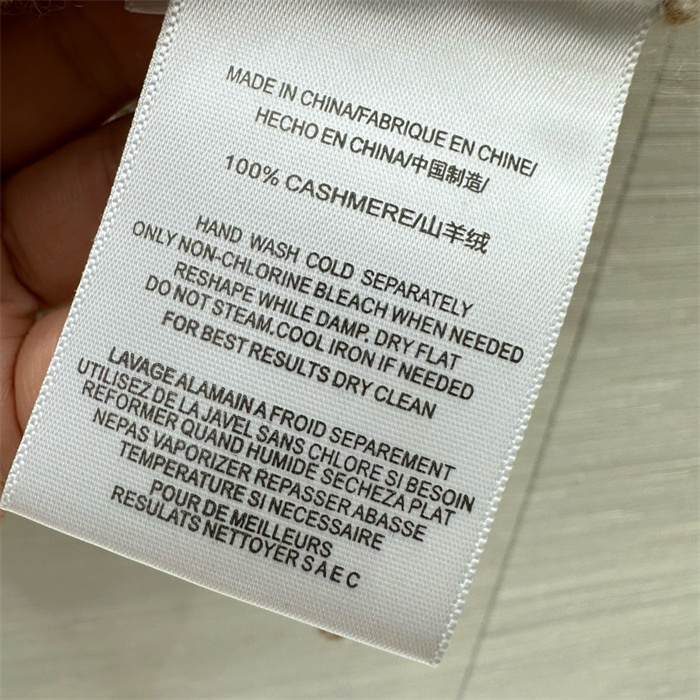 MADE IN CHINA/FABRIQUE EN CHINE/
HECHO EN CHINA/中国制造/
100% CASHMERE/山羊绒
HAND WASH COLD SEPARATELY
ONLY NON-CHLORINE BLEACH WHEN NEEDED
RESHAPE WHILE DAMP, DRY FLAT
DO NOT STEAM.COOL IRON IF NEEDED
FOR BEST RESULTS DRY CLEAN
LAVAGE ALAMAIN A FROID SEPAREMENT
UTILISEZ DE LA JAVEL SANS CHLORE SI BESOIN
REFORMER QUAND HUMIDE SECHEZA PLAT
NEPAS VAPORIZER REPASSER ABASSE
TEMPERATURE SI NECESSAIRE
POUR DE MEILLEURS
RESULATS NETTOYER S A E C